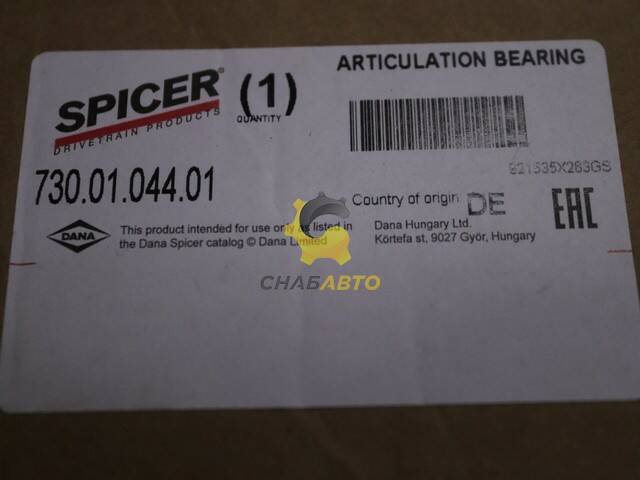 SPICER®
DRIVETRAIN PRODUCTS
(1)
QUANTITY
ARTICULATION BEARING
921535X263GS
730.01.044.01
Country of origin DE
EAC
DANA
This product intended for use only as listed in
the Dana Spicer catalog © Dana Limited
Dana Hungary Ltd.
Körtefa st, 9027 Györ, Hungary
СНАБАВТО